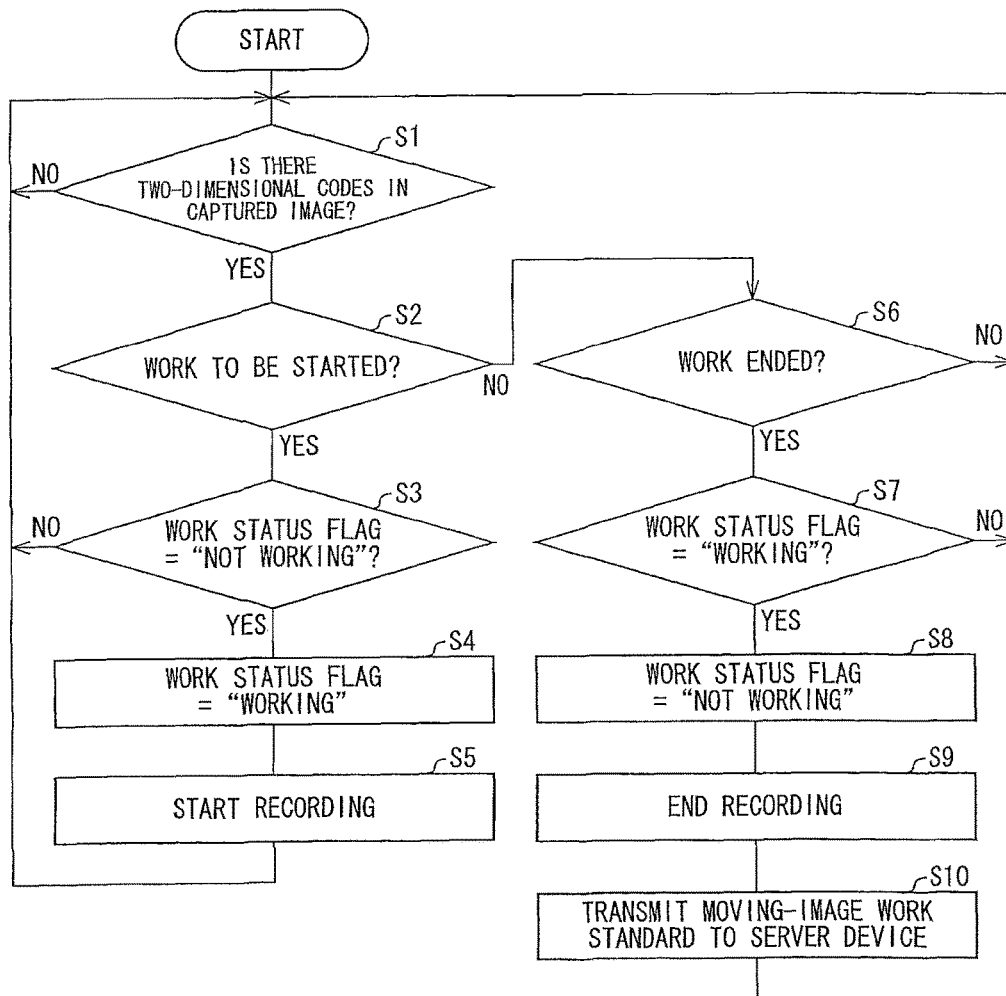 START
S1
NO
IS THERE
TWO-DIMENSIONAL CODES IN
CAPTURED IMAGE?
YES
S2
WORK TO BE STARTED?
NO
YES
S3
NO
WORK STATUS FLAG
= “NOT WORKING”?
YES
S4
WORK STATUS FLAG
= “WORKING”
S5
START RECORDING
S6
NO
WORK ENDED?
YES
S7
NO
WORK STATUS FLAG
= “WORKING”?
YES
S8
WORK STATUS FLAG
= “NOT WORKING”
S9
END RECORDING
S10
TRANSMIT MOVING-IMAGE WORK
STANDARD TO SERVER DEVICE